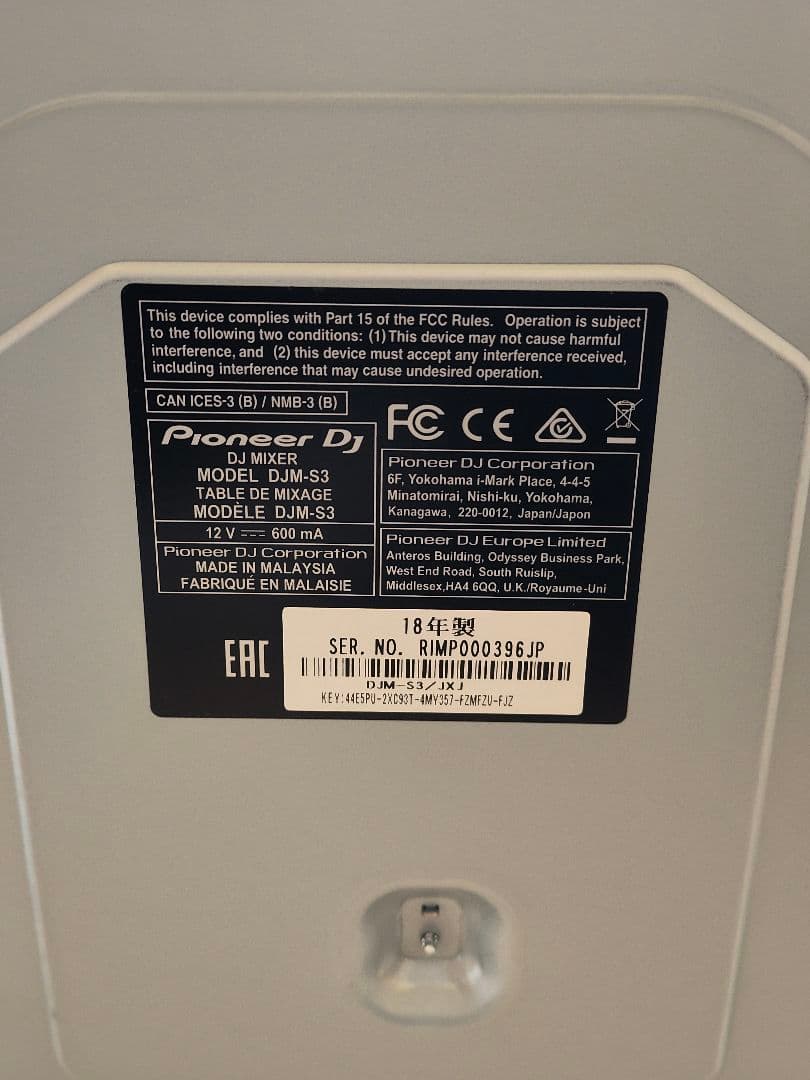 This device complies with Part 15 of the FCC Rules. Operation is subject
to the following two conditions: (1) This device may not cause harmful
interference, and (2) this device must accept any interference received,
including interference that may cause undesired operation.
CAN ICES-3 (B) / NMB-3 (B)
FC CE
Pioneer DJ
DJ MIXER
MODEL DJM-S3
TABLE DE MIXAGE
MODÈLE DJM-S3
12 V ⎓ 600 mA
Pioneer DJ Corporation
MADE IN MALAYSIA
FABRIQUÉ EN MALAISIE
Pioneer DJ Corporation
6F, Yokohama i-Mark Place, 4-4-5
Minatomirai, Nishi-ku, Yokohama,
Kanagawa, 220-0012, Japan/Japon
Pioneer DJ Europe Limited
Anteros Building, Odyssey Business Park,
West End Road, South Ruislip,
Middlesex,HA4 6QQ, U.K./Royaume-Uni
EAC
18年製
SER. NO. RIMP000396JP
DJM-S3/JXJ
KEY:44E5PU-2XC93T-4MY357-FZMFZU-FJZ